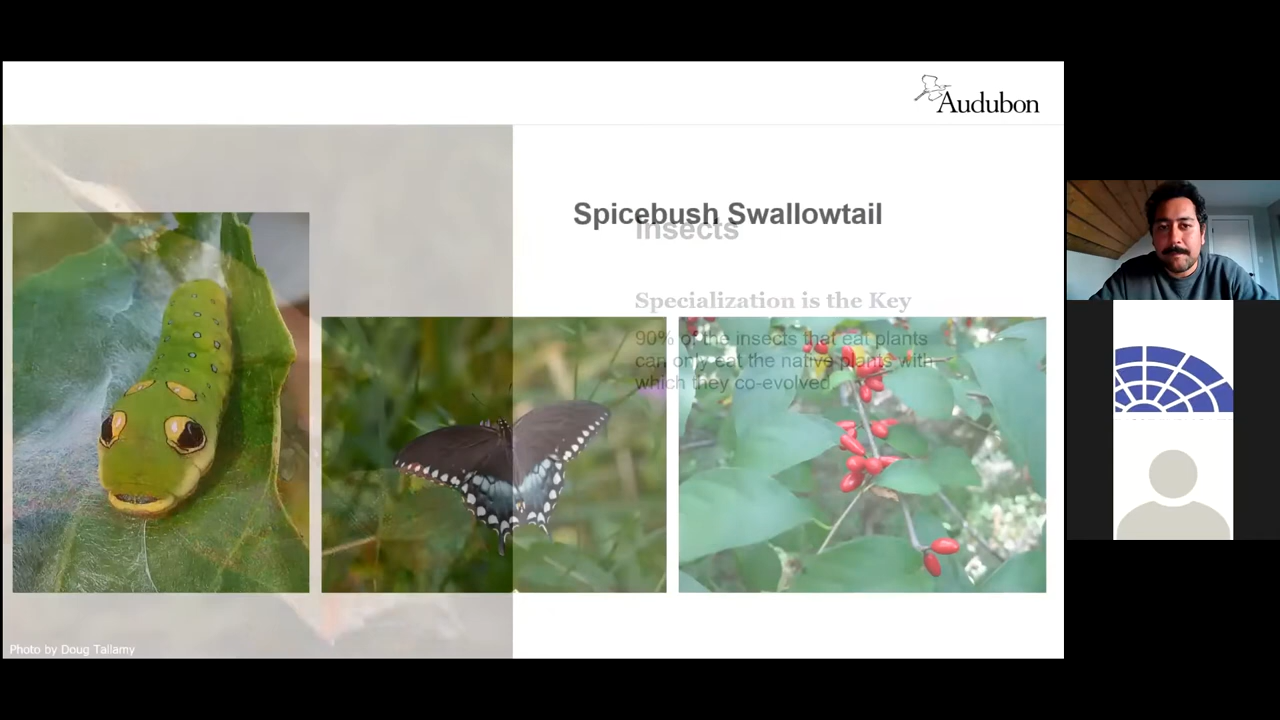 Audubon
Spicebush Swallowtail
Insects
Specialization is the Key
90% of the insects that eat plants
can only eat the native plants with
which they co-evolved
Photo by Doug Tallamy